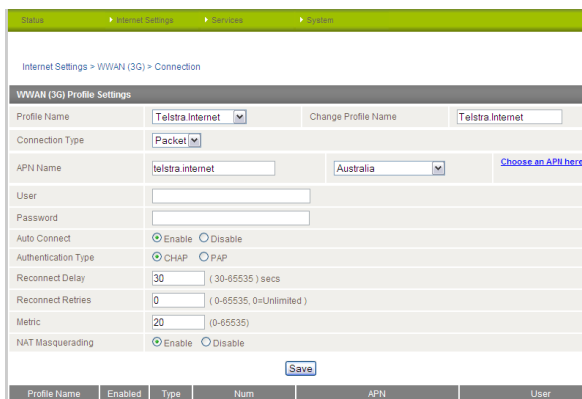 Status Internet Settings Services System
Internet Settings > WWAN (3G) > Connection
WWAN (3G) Profile Settings
Profile Name Telstra.Internet Change Profile Name Telstra.Internet
Connection Type Packet
APN Name telstra.internet Australia Choose an APN here
User
Password
Auto Connect Enable Disable
Authentication Type CHAP PAP
Reconnect Delay 30 ( 30-65535 ) secs
Reconnect Retries 0 ( 0-65535, 0=Unlimited )
Metric 20 (0-65535)
NAT Masquerading Enable Disable
Save
Profile Name Enabled Type Num APN User